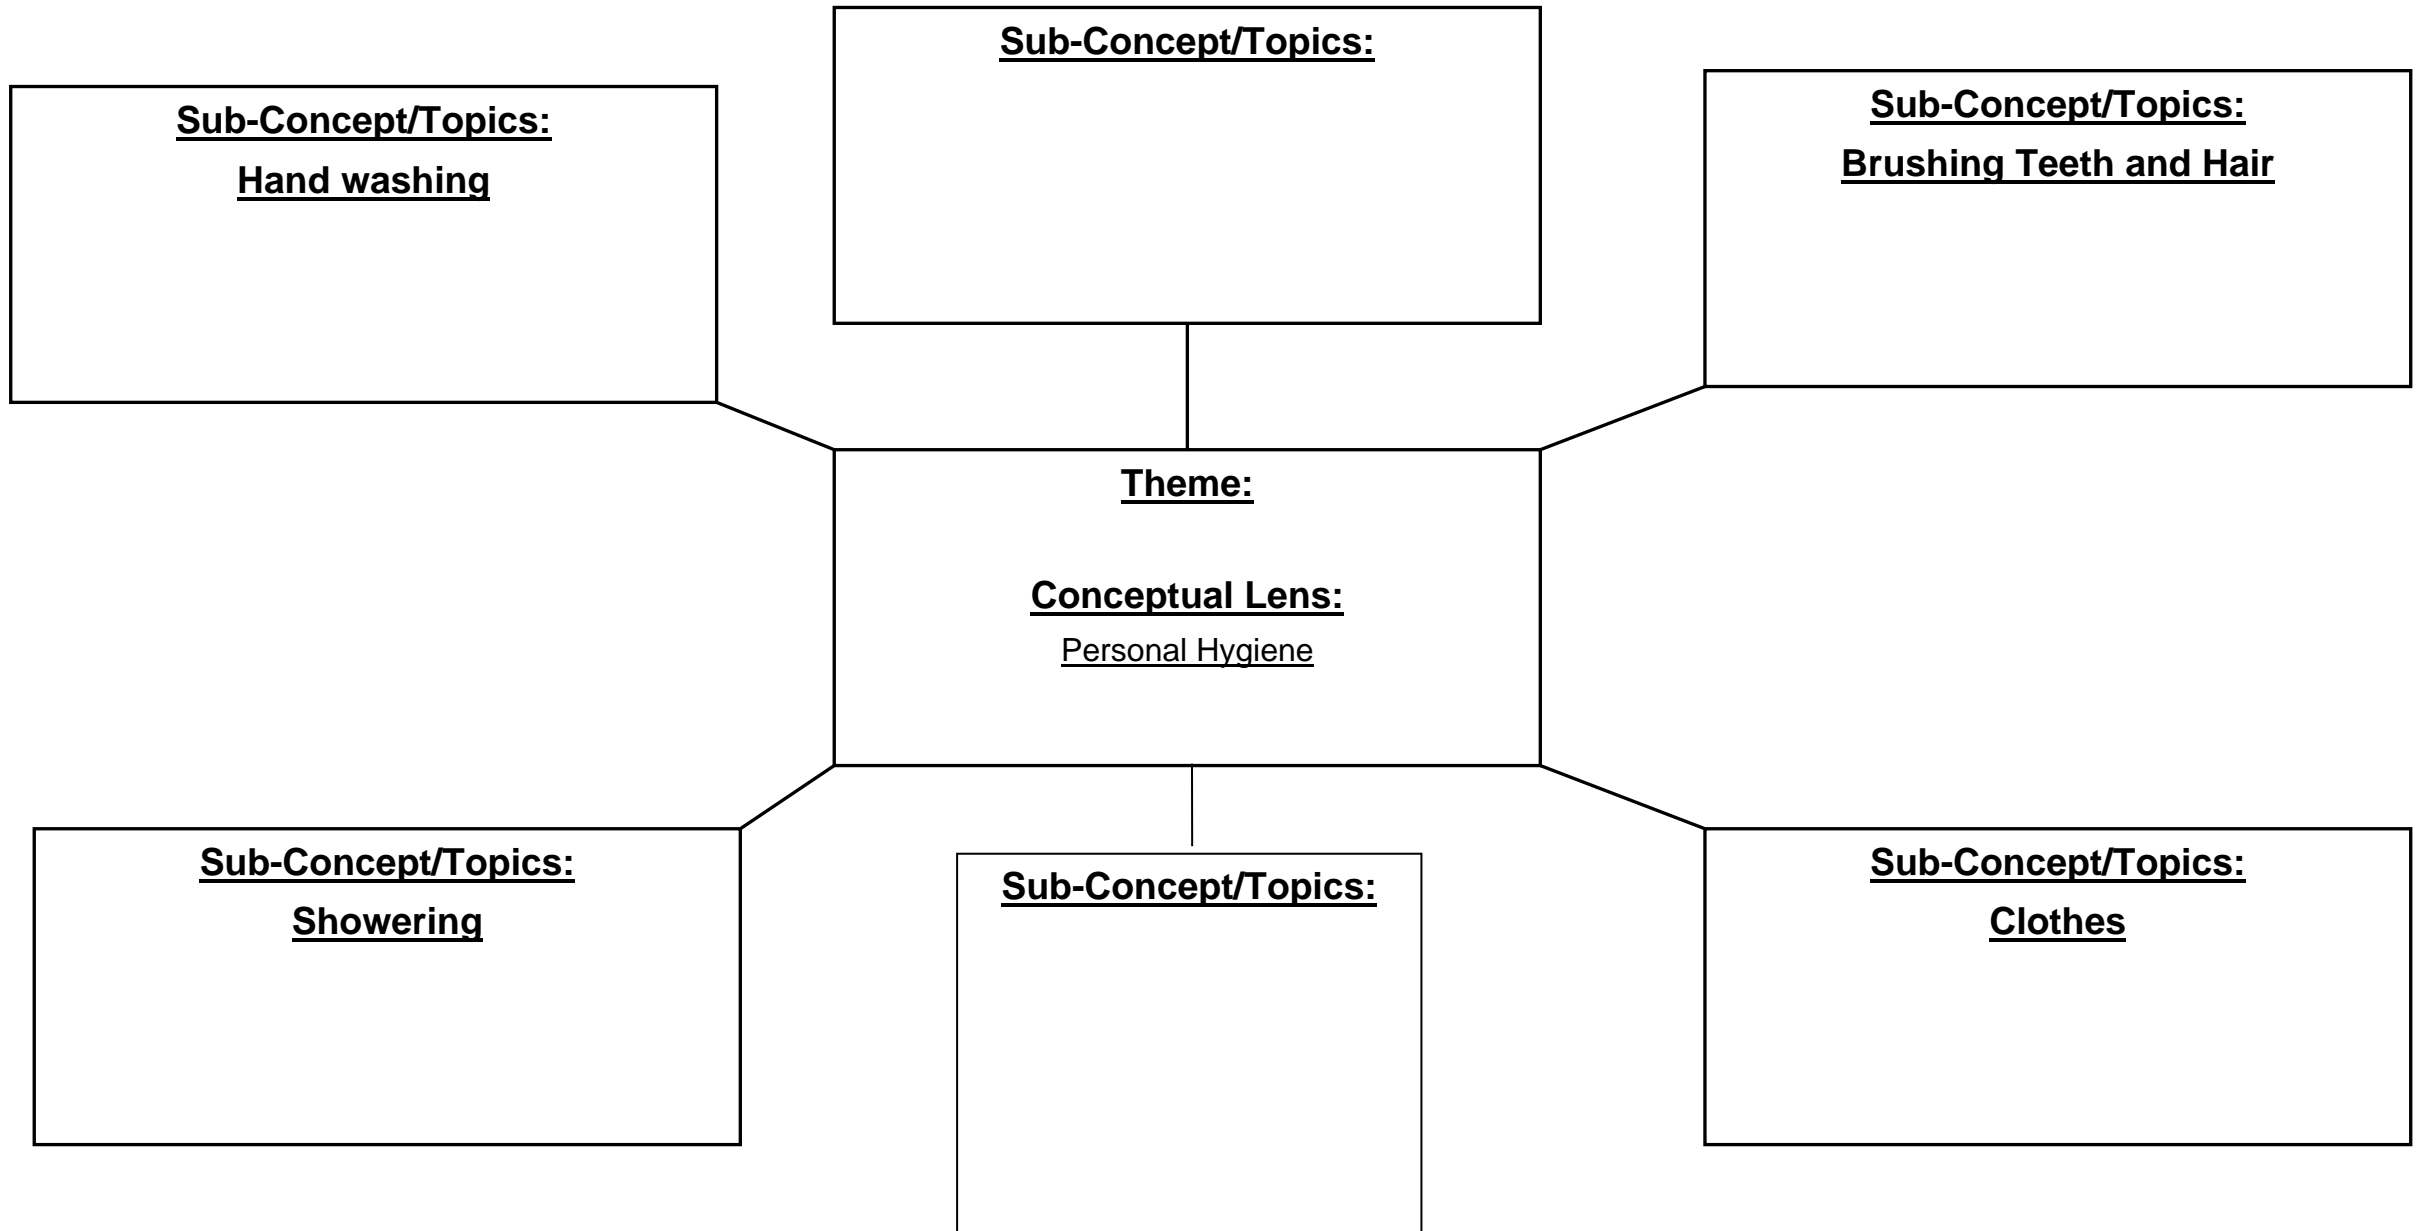 Sub-Concept/Topics:
Sub-Concept/Topics:
Hand washing
Sub-Concept/Topics:
Brushing Teeth and Hair
Theme:
Conceptual Lens:
Personal Hygiene
Sub-Concept/Topics:
Showering
Sub-Concept/Topics:
Sub-Concept/Topics:
Clothes